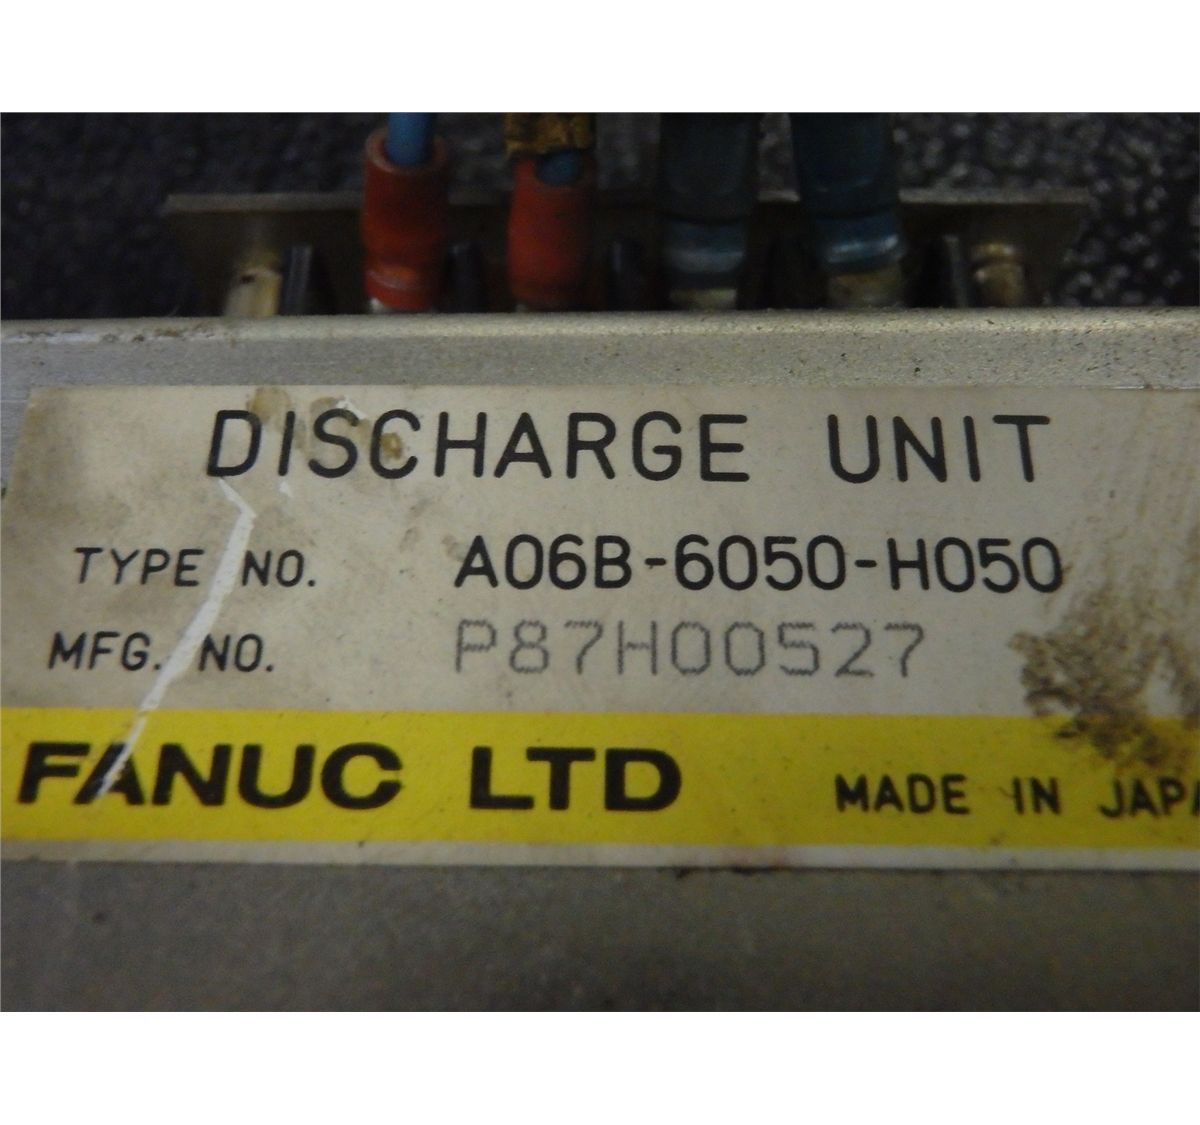 DISCHARGE UNIT
TYPE NO. A06B-6050-H050
MFG. NO. P87H00527
FANUC LTD MADE IN JAPA